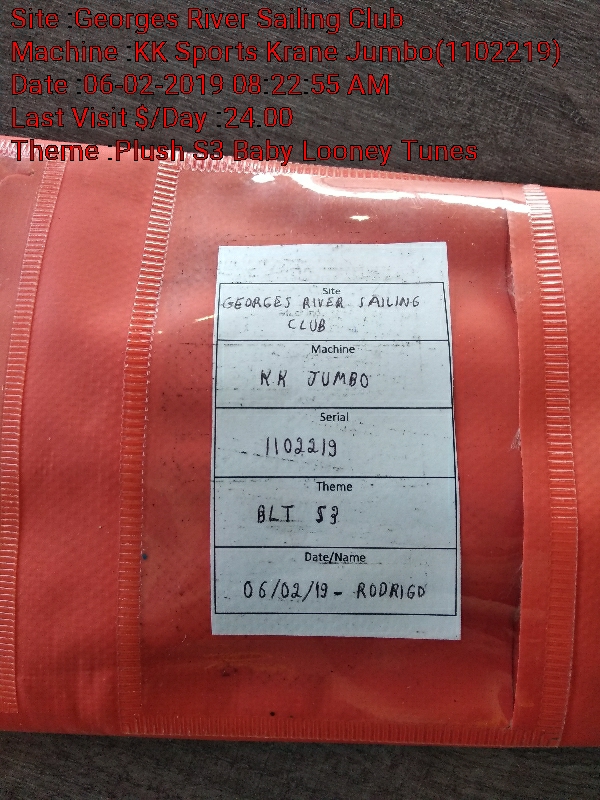 Site :Georges River Sailing Club
Machine :KK Sports Krane Jumbo(1102219)
Date :06-02-2019 08:22:55 AM
Last Visit $/Day :24.00
Theme :Plush S3 Baby Looney Tunes
Site
GEORGES RIVER SAILING
CLUB
Machine
K.K JUMBO
Serial
1102219
Theme
BLT S3
Date/Name
06/02/19 - RODRIGO